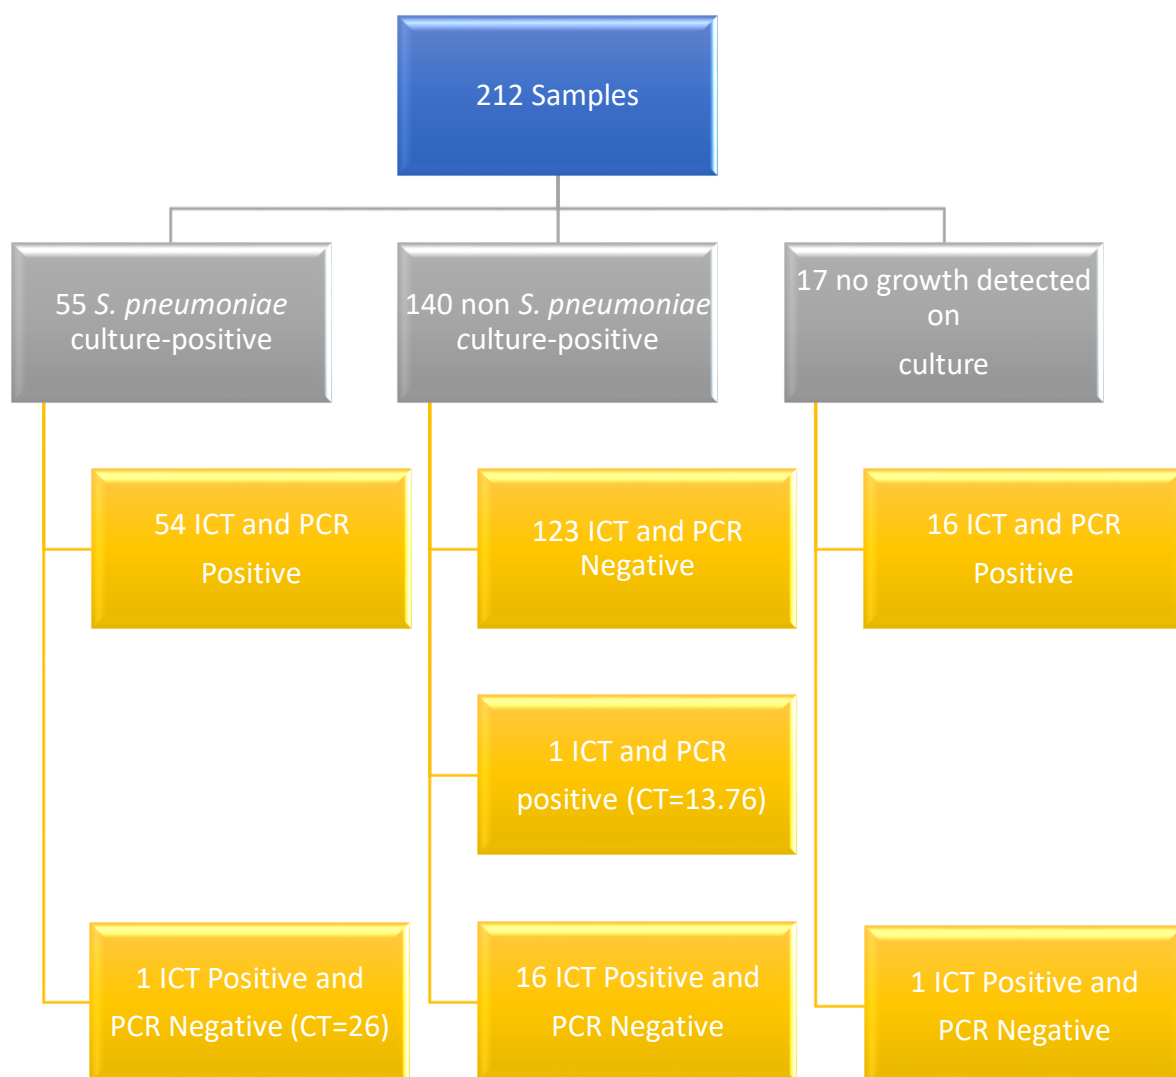 212 Samples
55 S. pneumoniae
culture-positive
140 non S. pneumoniae
culture-positive
17 no growth detected
on
culture
54 ICT and PCR
Positive
123 ICT and PCR
Negative
16 ICT and PCR
Positive
1 ICT and PCR
positive (CT=13.76)
1 ICT Positive and
PCR Negative (CT=26)
16 ICT Positive and
PCR Negative
1 ICT Positive and
PCR Negative